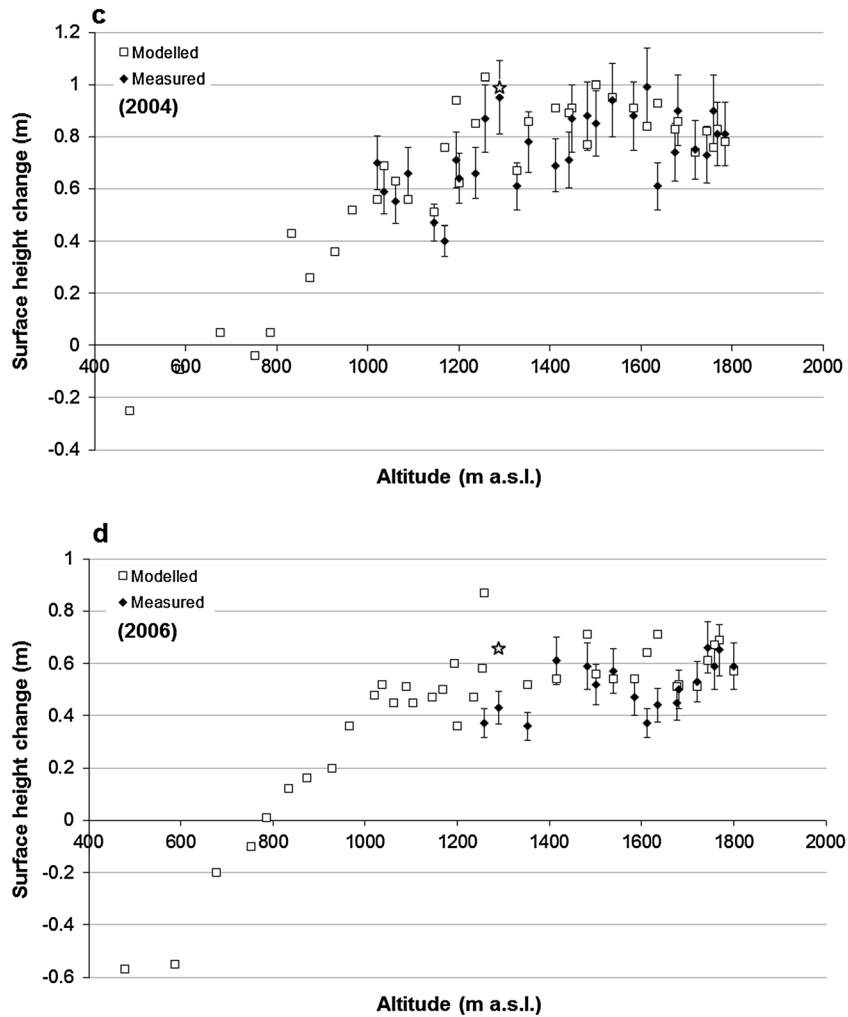 c
Surface height change (m)
1.2
1
0.8
0.6
0.4
0.2
0
-0.2
-0.4
Modelled
Measured
(2004)
400 600 800 1000 1200 1400 1600 1800 2000
Altitude (m a.s.l.)
d
Surface height change (m)
1
0.8
0.6
0.4
0.2
0
-0.2
-0.4
-0.6
Modelled
Measured
(2006)
400 600 800 1000 1200 1400 1600 1800 2000
Altitude (m a.s.l.)